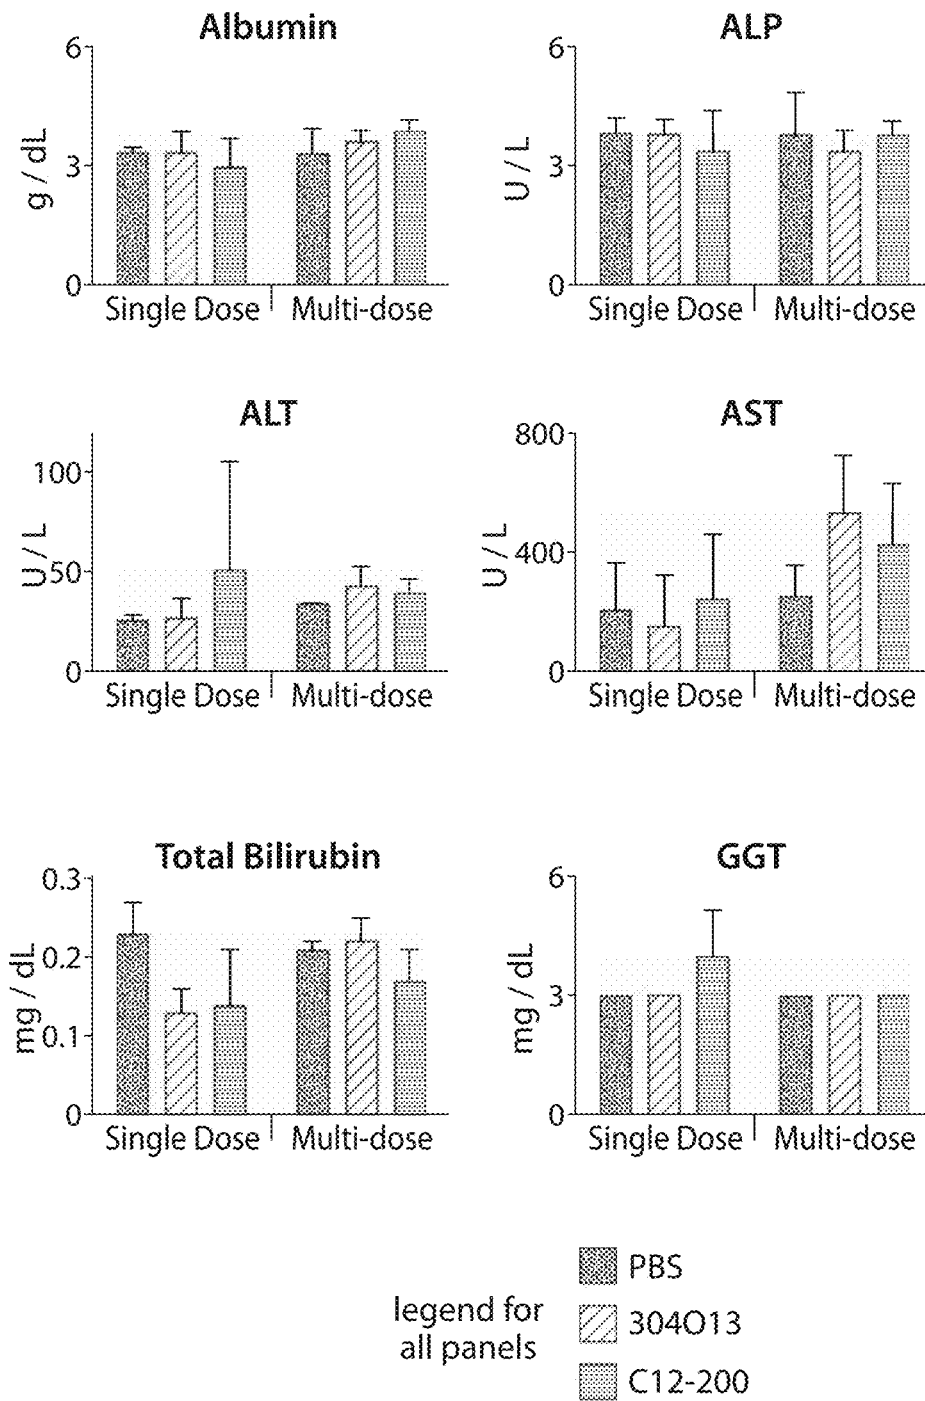 Albumin
6
3
0
g / dL
Single Dose
Multi-dose
ALP
6
3
0
U / L
Single Dose
Multi-dose
ALT
100
50
0
U / L
Single Dose
Multi-dose
AST
800
400
0
U / L
Single Dose
Multi-dose
Total Bilirubin
0.3
0.2
0.1
0
mg / dL
Single Dose
Multi-dose
GGT
6
3
0
mg / dL
Single Dose
Multi-dose
legend for
all panels
PBS
304O13
C12-200